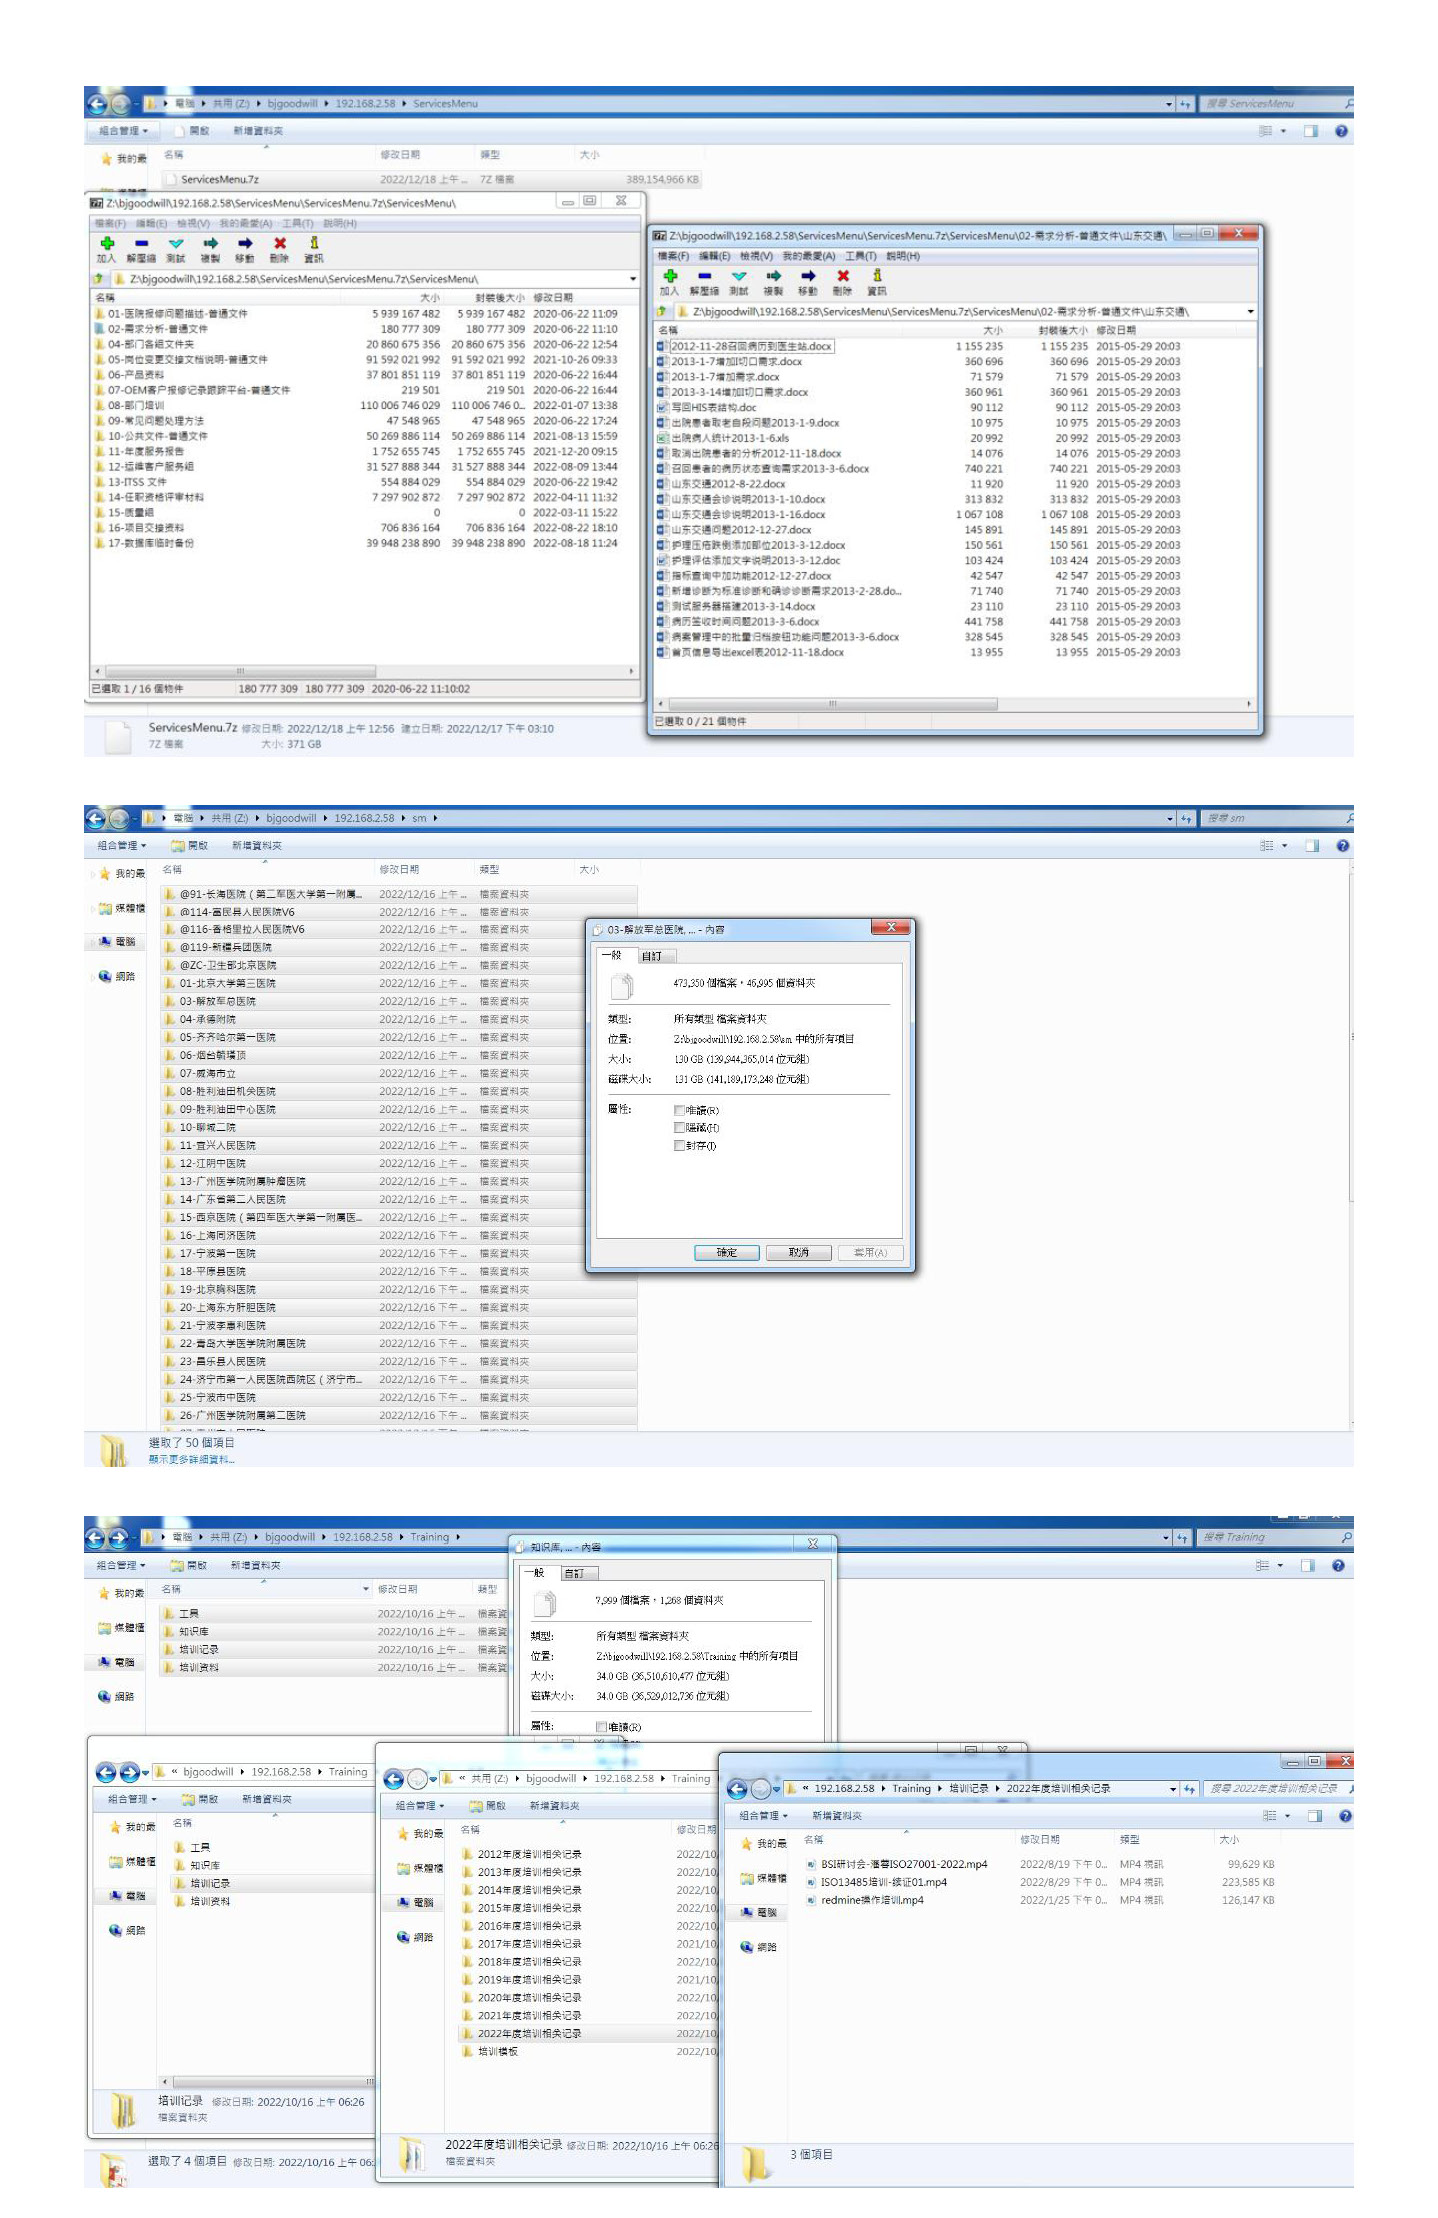 電腦 ▸ 共用 (Z:) ▸ bjgoodwill ▸ 192.168.2.58 ▸ ServicesMenu
搜尋 ServicesMenu
組合管理 ▾ 開啟 新增資料夾
我的最
名稱 修改日期 類型 大小
ServicesMenu.7z 2022/12/18 上午 ... 7Z 檔案 389,154,966 KB
Z:\bjgoodwill\192.168.2.58\ServicesMenu\ServicesMenu.7z\ServicesMenu\
檔案(F) 編輯(E) 檢視(V) 我的最愛(A) 工具(T) 說明(H)
加入 解壓縮 測試 複製 移動 刪除 資訊
Z:\bjgoodwill\192.168.2.58\ServicesMenu\ServicesMenu.7z\ServicesMenu\
名稱 大小 封裝後大小 修改日期
01-医院报修问题描述-普通文件 5 939 167 482 5 939 167 482 2020-06-22 11:09
02-需求分析-普通文件 180 777 309 180 777 309 2020-06-22 11:10
04-部门各组文件夹 20 860 675 356 20 860 675 356 2020-06-22 12:54
05-岗位变更交接文档说明-普通文件 91 592 021 992 91 592 021 992 2021-10-26 09:33
06-产品资料 37 801 851 119 37 801 851 119 2020-06-22 16:44
07-OEM客户报修记录跟踪平台-普通文件 219 501 219 501 2020-06-22 16:44
08-部门培训 110 006 746 029 110 006 746 0... 2022-01-07 13:38
09-常见问题处理方法 47 548 965 47 548 965 2020-06-22 17:24
10-公共文件-普通文件 50 269 886 114 50 269 886 114 2021-08-13 15:59
11-年度服务报告 1 752 655 745 1 752 655 745 2021-12-20 09:15
12-运维客户服务组 31 527 888 344 31 527 888 344 2022-08-09 13:44
13-ITSS 文件 554 884 029 554 884 029 2020-06-22 19:42
14-任职资格评审材料 7 297 902 872 7 297 902 872 2022-04-11 11:32
15-质量组 0 0 2022-03-11 15:22
16-项目交接资料 706 836 164 706 836 164 2022-08-22 18:10
17-数据库临时备份 39 948 238 890 39 948 238 890 2022-08-18 11:24
已選取 1 / 16 個物件 180 777 309 180 777 309 2020-06-22 11:10:02
Z:\bjgoodwill\192.168.2.58\ServicesMenu\ServicesMenu.7z\ServicesMenu\02-需求分析-普通文件\山东交通\
檔案(F) 編輯(E) 檢視(V) 我的最愛(A) 工具(T) 說明(H)
加入 解壓縮 測試 複製 移動 刪除 資訊
Z:\bjgoodwill\192.168.2.58\ServicesMenu\ServicesMenu.7z\ServicesMenu\02-需求分析-普通文件\山东交通\
名稱 大小 封裝後大小 修改日期
2012-11-28召回病历到医生站.docx 1 155 235 1 155 235 2015-05-29 20:03
2013-1-7增加I切口需求.docx 360 696 360 696 2015-05-29 20:03
2013-1-7增加需求.docx 71 579 71 579 2015-05-29 20:03
2013-3-14增加I切口需求.docx 360 961 360 961 2015-05-29 20:03
写回HIS表结构.doc 90 112 90 112 2015-05-29 20:03
出院患者取老自段问题2013-1-9.docx 10 975 10 975 2015-05-29 20:03
出院病人统计2013-1-6.xls 20 992 20 992 2015-05-29 20:03
取消出院患者的分析2012-11-18.docx 14 076 14 076 2015-05-29 20:03
召回患者的病历状态查询需求2013-3-6.docx 740 221 740 221 2015-05-29 20:03
山东交通2012-8-22.docx 11 920 11 920 2015-05-29 20:03
山东交通会诊说明2013-1-10.docx 313 832 313 832 2015-05-29 20:03
山东交通会诊说明2013-1-16.docx 1 067 108 1 067 108 2015-05-29 20:03
山东交通问题2012-12-27.docx 145 891 145 891 2015-05-29 20:03
护理压疮跌倒添加部位2013-3-12.docx 150 561 150 561 2015-05-29 20:03
护理评估添加文字说明2013-3-12.doc 103 424 103 424 2015-05-29 20:03
指标查询中加功能2012-12-27.docx 42 547 42 547 2015-05-29 20:03
新增诊断为标准诊断和确诊诊断需求2013-2-28.do... 71 740 71 740 2015-05-29 20:03
测试服务器搭建2013-3-14.docx 23 110 23 110 2015-05-29 20:03
病历签收时间问题2013-3-6.docx 441 758 441 758 2015-05-29 20:03
病案管理中的批量归档按钮功能问题2013-3-6.docx 328 545 328 545 2015-05-29 20:03
首页信息导出excel表2012-11-18.docx 13 955 13 955 2015-05-29 20:03
已選取 0 / 21 個物件
ServicesMenu.7z 修改日期: 2022/12/18 上午 12:56 建立日期: 2022/12/17 下午 03:10
7Z 檔案 大小: 371 GB
電腦 ▸ 共用 (Z:) ▸ bjgoodwill ▸ 192.168.2.58 ▸ sm ▸
搜尋 sm
組合管理 ▾ 開啟 新增資料夾
我的最
媒體櫃
電腦
網路
名稱 修改日期 類型 大小
@91-长海医院 ( 第二军医大学第一附属... 2022/12/16 上午 ... 檔案資料夾
@114-富民县人民医院V6 2022/12/16 上午 ... 檔案資料夾
@116-香格里拉人民医院V6 2022/12/16 上午 ... 檔案資料夾
@119-新疆兵团医院 2022/12/16 上午 ... 檔案資料夾
@ZC-卫生部北京医院 2022/12/16 上午 ... 檔案資料夾
01-北京大学第三医院 2022/12/16 上午 ... 檔案資料夾
03-解放军总医院 2022/12/16 上午 ... 檔案資料夾
04-承德附院 2022/12/16 上午 ... 檔案資料夾
05-齐齐哈尔第一医院 2022/12/16 上午 ... 檔案資料夾
06-烟台毓璜顶 2022/12/16 上午 ... 檔案資料夾
07-威海市立 2022/12/16 上午 ... 檔案資料夾
08-胜利油田机关医院 2022/12/16 上午 ... 檔案資料夾
09-胜利油田中心医院 2022/12/16 上午 ... 檔案資料夾
10-聊城二院 2022/12/16 上午 ... 檔案資料夾
11-宜兴人民医院 2022/12/16 上午 ... 檔案資料夾
12-江阴中医院 2022/12/16 上午 ... 檔案資料夾
13-广州医学院附属肿瘤医院 2022/12/16 上午 ... 檔案資料夾
14-广东省第二人民医院 2022/12/16 上午 ... 檔案資料夾
15-西京医院 ( 第四军医大学第一附属医... 2022/12/16 上午 ... 檔案資料夾
16-上海同济医院 2022/12/16 上午 ... 檔案資料夾
17-宁波第一医院 2022/12/16 上午 ... 檔案資料夾
18-平原县医院 2022/12/16 下午 ... 檔案資料夾
19-北京胸科医院 2022/12/16 下午 ... 檔案資料夾
20-上海东方肝胆医院 2022/12/16 下午 ... 檔案資料夾
21-宁波李惠利医院 2022/12/16 下午 ... 檔案資料夾
22-青岛大学医学院附属医院 2022/12/16 下午 ... 檔案資料夾
23-昌乐县人民医院 2022/12/16 下午 ... 檔案資料夾
24-济宁市第一人民医院西院区 ( 济宁市... 2022/12/16 下午 ... 檔案資料夾
25-宁波市中医院 2022/12/16 下午 ... 檔案資料夾
26-广州医学院附属第二医院 2022/12/16 下午 ... 檔案資料夾
選取了 50 個項目
顯示更多詳細資料...
03-解放军总医院, ... - 內容
一般 自訂
473,350 個檔案，46,995 個資料夾
類型: 所有類型 檔案資料夾
位置: Z:\bjgoodwill\192.168.2.58\sm 中的所有項目
大小: 130 GB (139,944,365,014 位元組)
磁碟大小: 131 GB (141,189,173,248 位元組)
屬性: 唯讀(R)
隱藏(H)
封存(I)
確定 取消 套用(A)
電腦 ▸ 共用 (Z:) ▸ bjgoodwill ▸ 192.168.2.58 ▸ Training ▸
搜尋 Training
組合管理 ▾ 開啟 新增資料夾
我的最
媒體櫃
電腦
網路
名稱 修改日期 類型
工具 2022/10/16 上午 ... 檔案資
知识库 2022/10/16 上午 ... 檔案資
培训记录 2022/10/16 上午 ... 檔案資
培训资料 2022/10/16 上午 ... 檔案資
知识库, ... - 內容
一般 自訂
7,999 個檔案，1,268 個資料夾
類型: 所有類型 檔案資料夾
位置: Z:\bjgoodwill\192.168.2.58\Training 中的所有項目
大小: 34.0 GB (36,510,610,477 位元組)
磁碟大小: 34.0 GB (36,529,012,736 位元組)
屬性: 唯讀(R)
« bjgoodwill ▸ 192.168.2.58 ▸ Training
組合管理 ▾ 開啟 新增資料夾
我的最
媒體櫃
電腦
網路
名稱
工具
知识库
培训记录
培训资料
培训记录 修改日期: 2022/10/16 上午 06:26
檔案資料夾
選取了 4 個項目 修改日期: 2022/10/16 上午 06:
« 共用 (Z:) ▸ bjgoodwill ▸ 192.168.2.58 ▸ Training
組合管理 ▾ 開啟 新增資料夾
我的最
媒體櫃
電腦
網路
名稱 修改日期
2012年度培训相关记录 2022/10
2013年度培训相关记录 2022/10
2014年度培训相关记录 2022/10
2015年度培训相关记录 2022/10
2016年度培训相关记录 2022/10
2017年度培训相关记录 2021/10
2018年度培训相关记录 2022/10
2019年度培训相关记录 2021/10
2020年度培训相关记录 2022/10
2021年度培训相关记录 2022/10
2022年度培训相关记录 2022/10
培训模板 2022/10
2022年度培训相关记录 修改日期: 2022/10/16 上午 06:26
檔案資料夾
« 192.168.2.58 ▸ Training ▸ 培训记录 ▸ 2022年度培训相关记录
搜尋 2022年度培训相关记录
組合管理 ▾ 新增資料夾
我的最
媒體櫃
電腦
網路
名稱 修改日期 類型 大小
BSI研讨会-潘蓉ISO27001-2022.mp4 2022/8/19 下午 0... MP4 視訊 99,629 KB
ISO13485培训-续证01.mp4 2022/8/29 下午 0... MP4 視訊 223,585 KB
redmine操作培训.mp4 2022/1/25 下午 0... MP4 視訊 126,147 KB
3 個項目